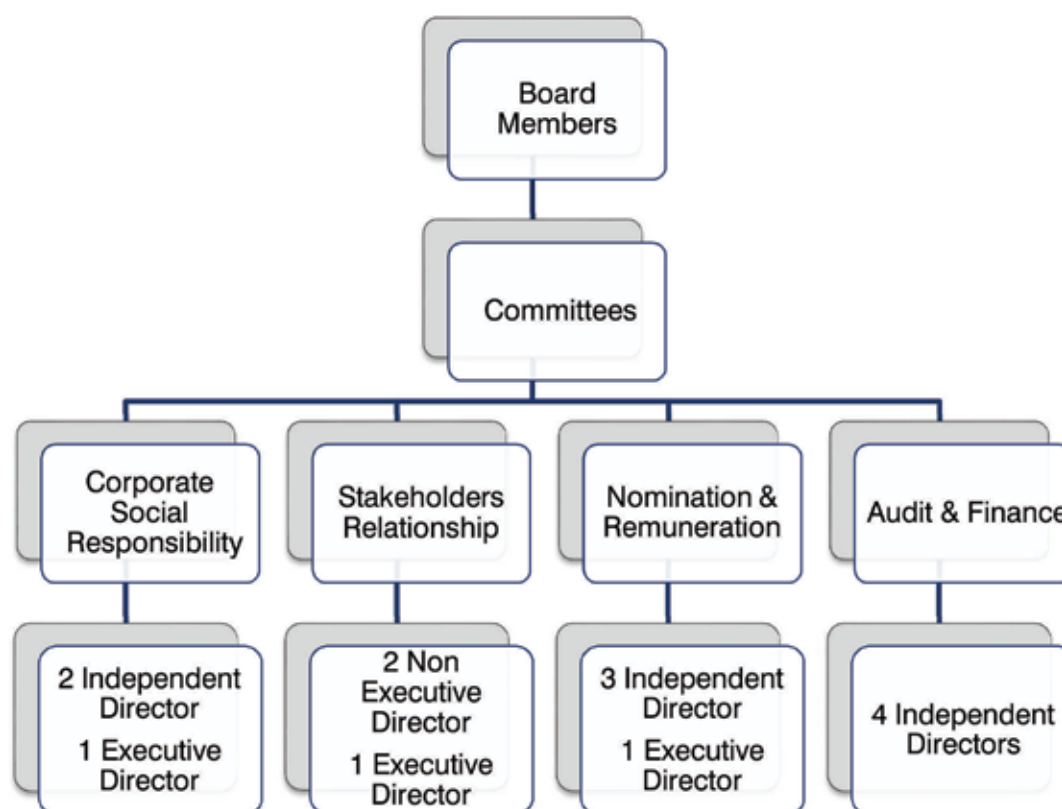 Board
Members
Committees
Corporate
Social
Responsibility
Stakeholders
Relationship
Nomination &
Remuneration
Audit & Finance
2 Independent
Director
1 Executive
Director
2 Non
Executive
Director
1 Executive
Director
3 Independent
Director
1 Executive
Director
4 Independent
Directors